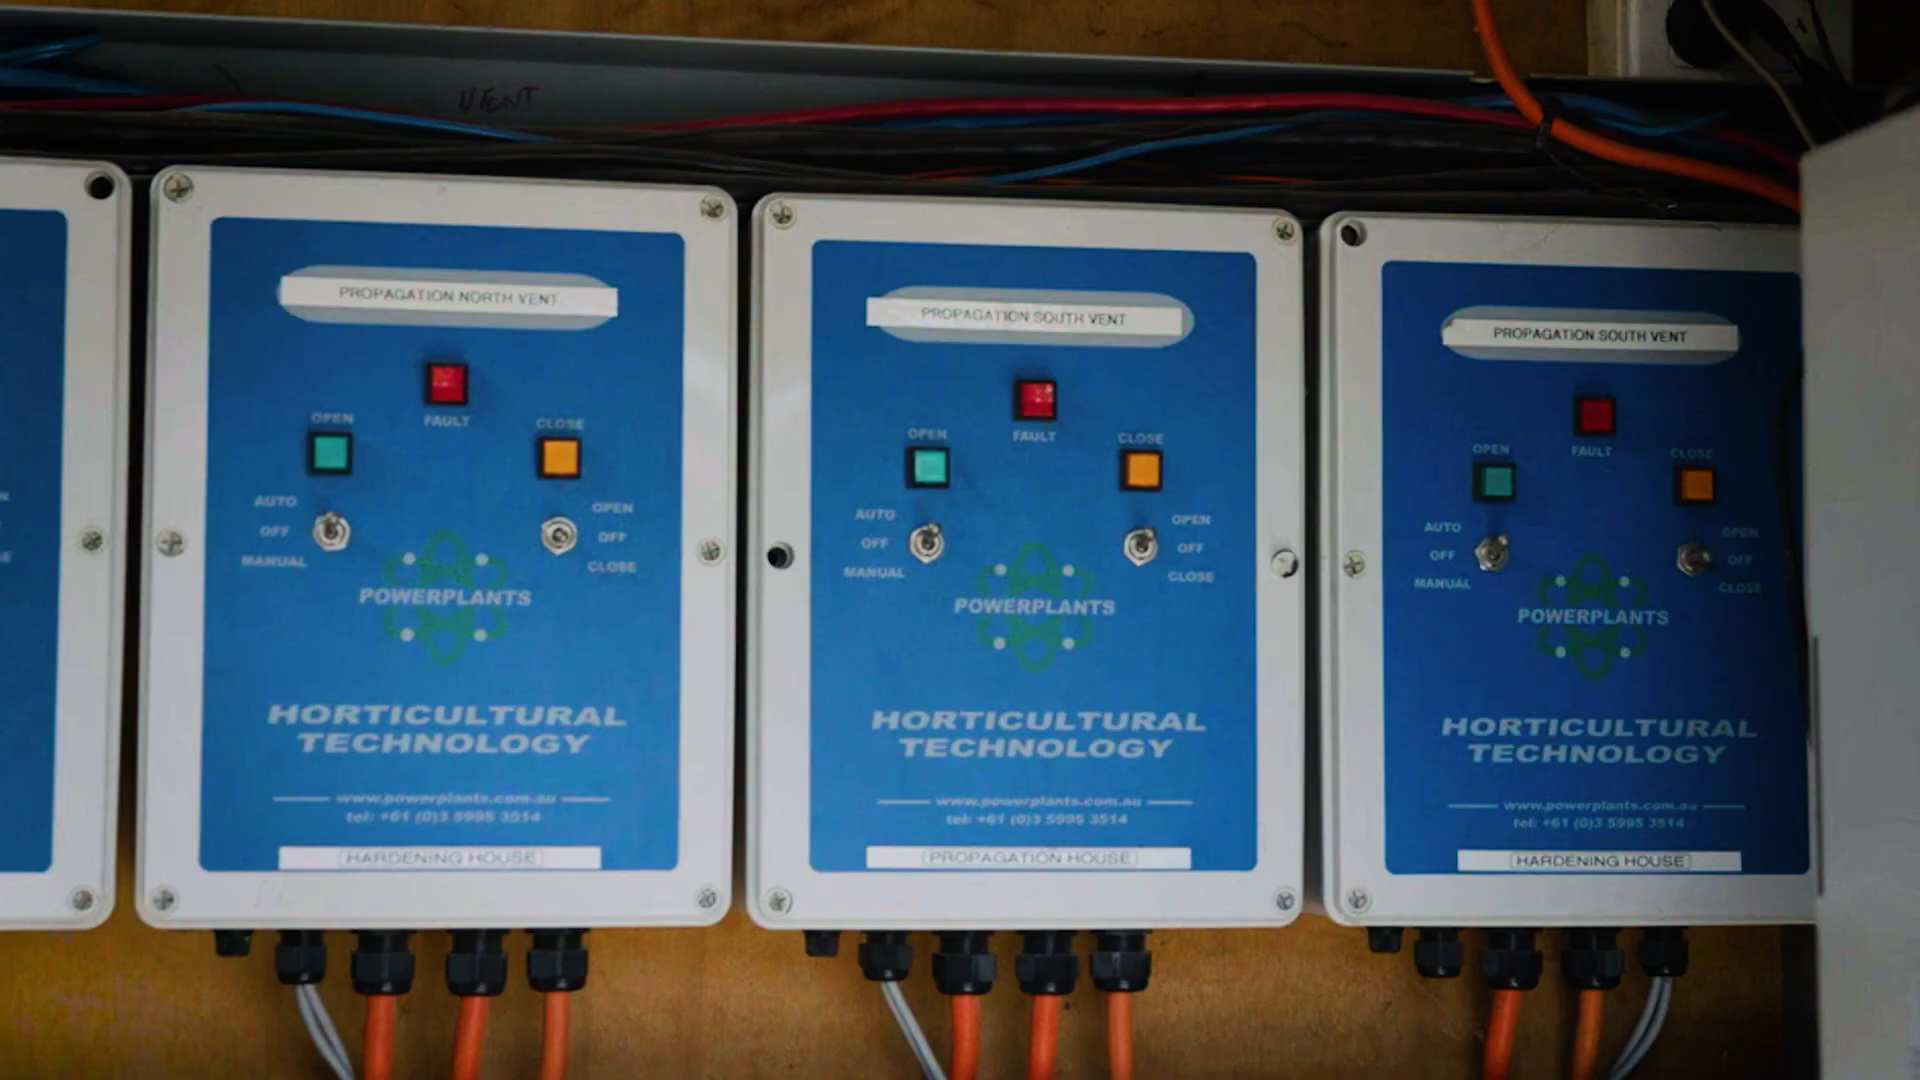 VENT
PROPAGATION NORTH VENT
FAULT
OPEN
CLOSE
AUTO
OFF
MANUAL
OPEN
OFF
CLOSE
POWERPLANTS
HORTICULTURAL
TECHNOLOGY
www.powerplants.com.au
tel: +61 (0)3 5995 3514
HARDENING HOUSE
PROPAGATION SOUTH VENT
FAULT
OPEN
CLOSE
AUTO
OFF
MANUAL
OPEN
OFF
CLOSE
POWERPLANTS
HORTICULTURAL
TECHNOLOGY
www.powerplants.com.au
tel: +61 (0)3 5995 3514
PROPAGATION HOUSE
PROPAGATION SOUTH VENT
FAULT
OPEN
CLOSE
AUTO
OFF
MANUAL
OPEN
OFF
CLOSE
POWERPLANTS
HORTICULTURAL
TECHNOLOGY
www.powerplants.com.au
tel: +61 (0)3 5995 3514
HARDENING HOUSE